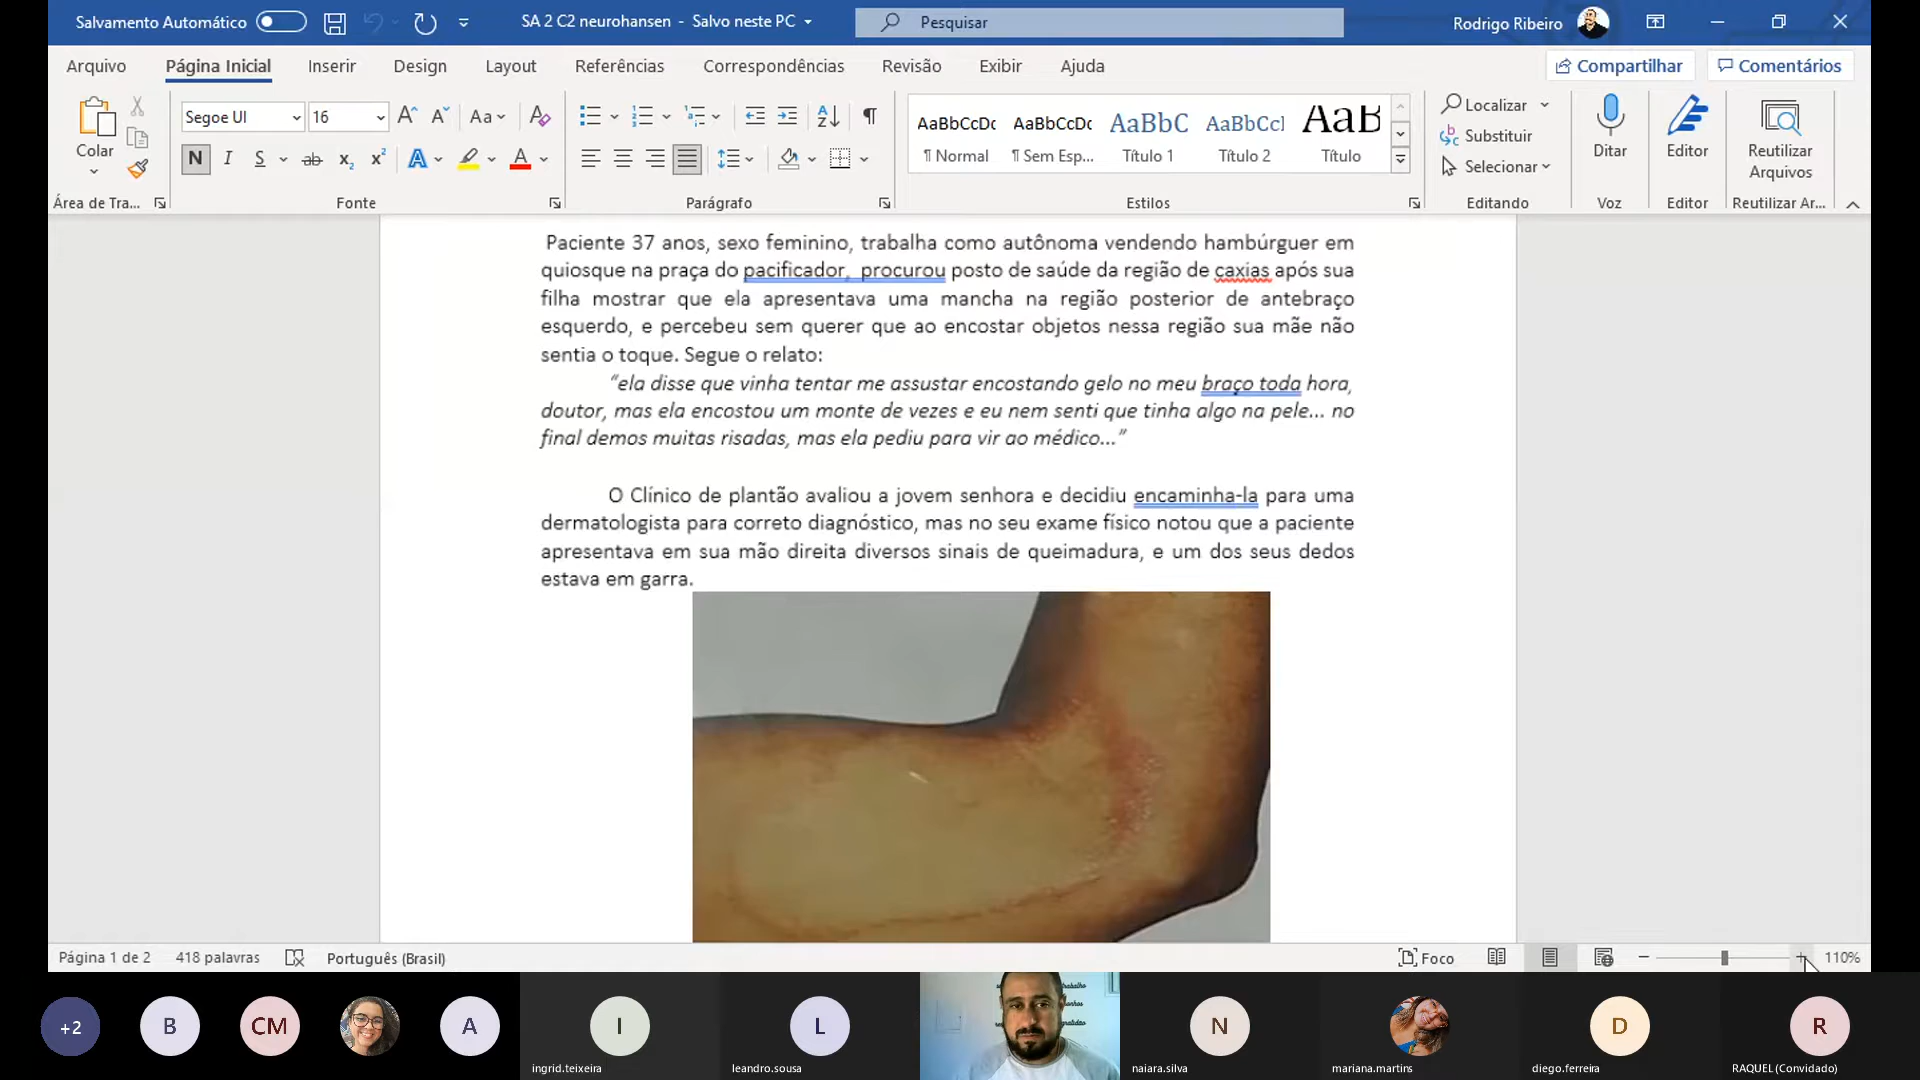 Salvamento Automático
SA 2 C2 neurohansen - Salvo neste PC
Pesquisar
Rodrigo Ribeiro
Arquivo Página Inicial Inserir Design Layout Referências Correspondências Revisão Exibir Ajuda
Compartilhar Comentários
Colar
Segoe UI 16
N I S ab x₂ x²
AaBbCcDc AaBbCcDc AaBbC AaBbCcI AaB
¶ Normal ¶ Sem Esp... Título 1 Título 2 Título
Localizar
Substituir
Selecionar
Ditar
Editor
Reutilizar
Arquivos
Área de Tra... Fonte Parágrafo Estilos Editando Voz Editor Reutilizar Ar...
Paciente 37 anos, sexo feminino, trabalha como autônoma vendendo hambúrguer em
quiosque na praça do pacificador, procurou posto de saúde da região de caxias após sua
filha mostrar que ela apresentava uma mancha na região posterior de antebraço
esquerdo, e percebeu sem querer que ao encostar objetos nessa região sua mãe não
sentia o toque. Segue o relato:
“ela disse que vinha tentar me assustar encostando gelo no meu braço toda hora,
doutor, mas ela encostou um monte de vezes e eu nem senti que tinha algo na pele... no
final demos muitas risadas, mas ela pediu para vir ao médico...”
O Clínico de plantão avaliou a jovem senhora e decidiu encaminha-la para uma
dermatologista para correto diagnóstico, mas no seu exame físico notou que a paciente
apresentava em sua mão direita diversos sinais de queimadura, e um dos seus dedos
estava em garra.
Página 1 de 2 418 palavras Português (Brasil) Foco 110%
+2 B CM A I L N D R
ingrid.teixeira leandro.sousa naiara.silva mariana.martins diego.ferreira RAQUEL (Convidado)